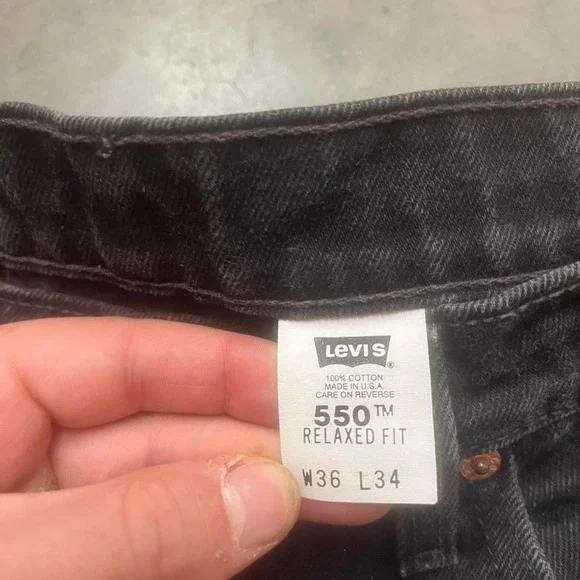 Levi's®
100% COTTON
MADE IN U.S.A.
CARE ON REVERSE
550™
RELAXED FIT
W36 L34